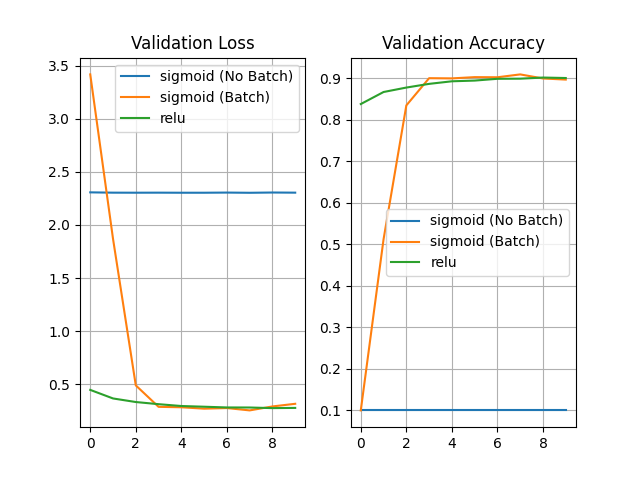 Validation Loss
3.5
3.0
2.5
2.0
1.5
1.0
0.5
0 2 4 6 8
sigmoid (No Batch)
sigmoid (Batch)
relu
Validation Accuracy
0.9
0.8
0.7
0.6
0.5
0.4
0.3
0.2
0.1
0 2 4 6 8
sigmoid (No Batch)
sigmoid (Batch)
relu